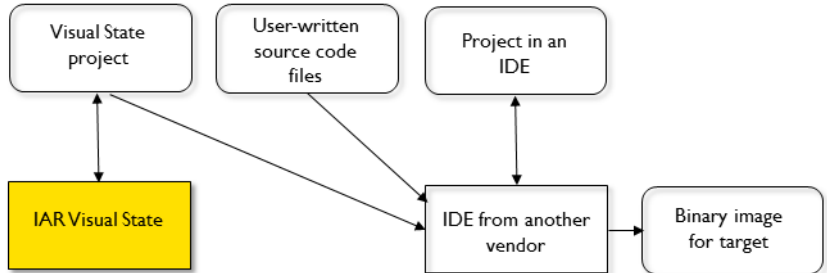 Visual State
project
User-written
source code
files
Project in an
IDE
IAR Visual State
IDE from another
vendor
Binary image
for target